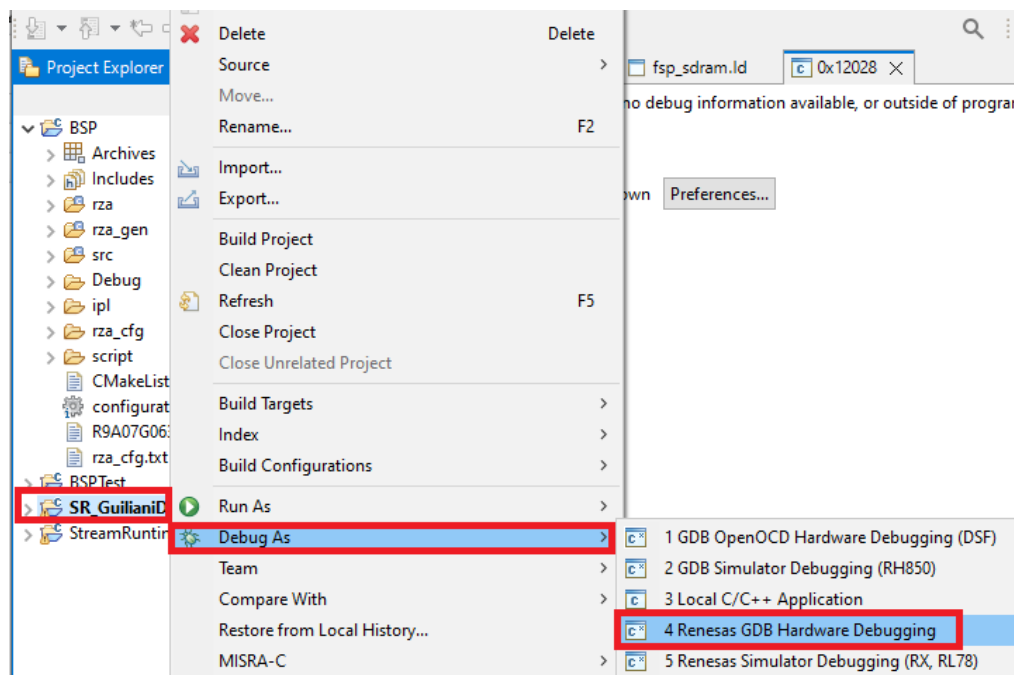 Project Explorer
BSP
Archives
Includes
rza
rza_gen
src
Debug
ipl
rza_cfg
script
CMakeList
configurat
R9A07G063
rza_cfg.txt
BSPTest
SR_GuilianiD
StreamRuntin
Delete Delete
Source
Move...
Rename... F2
Import...
Export...
Build Project
Clean Project
Refresh F5
Close Project
Close Unrelated Project
Build Targets
Index
Build Configurations
Run As
Debug As
Team
Compare With
Restore from Local History...
MISRA-C
fsp_sdram.ld
0x12028
no debug information available, or outside of progra
own Preferences...
1 GDB OpenOCD Hardware Debugging (DSF)
2 GDB Simulator Debugging (RH850)
3 Local C/C++ Application
4 Renesas GDB Hardware Debugging
5 Renesas Simulator Debugging (RX, RL78)